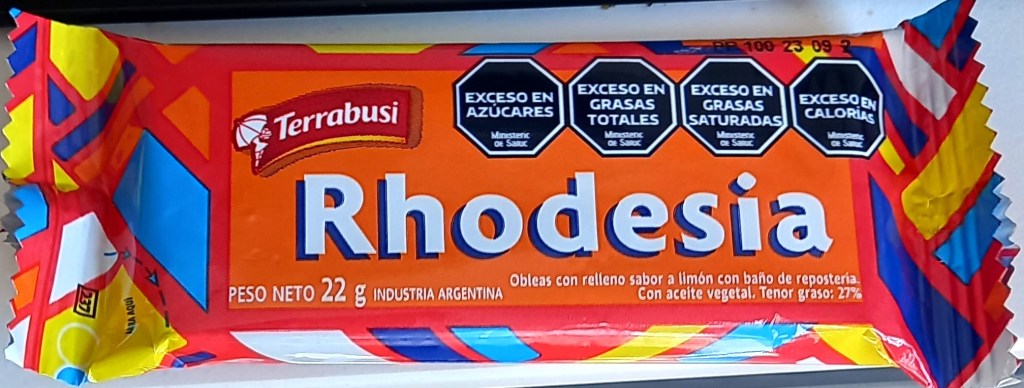 100 23 09
Terrabusi
EXCESO EN
AZÚCARES
Ministerio
de Salud
EXCESO EN
GRASAS
TOTALES
Ministerio
de Salud
EXCESO EN
GRASAS
SATURADAS
Ministerio
de Salud
EXCESO EN
CALORÍAS
Ministerio
de Salud
Rhodesia
PESO NETO 22 g INDUSTRIA ARGENTINA
Obleas con relleno sabor a limón con baño de repostería.
Con aceite vegetal. Tenor graso: 27%
AQUÍ